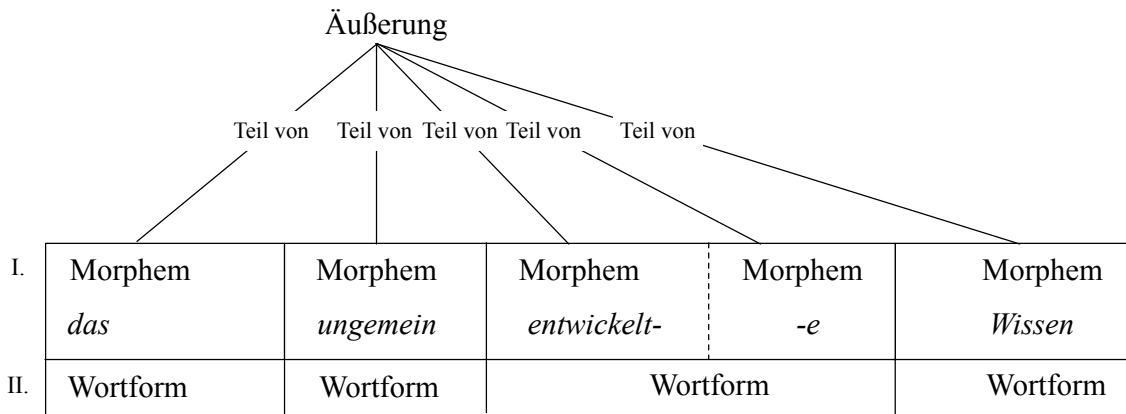 Äußerung
Teil von Teil von Teil von Teil von Teil von
I. Morphem Morphem Morphem Morphem Morphem
das ungemein entwickelt- -e Wissen
II. Wortform Wortform Wortform Wortform